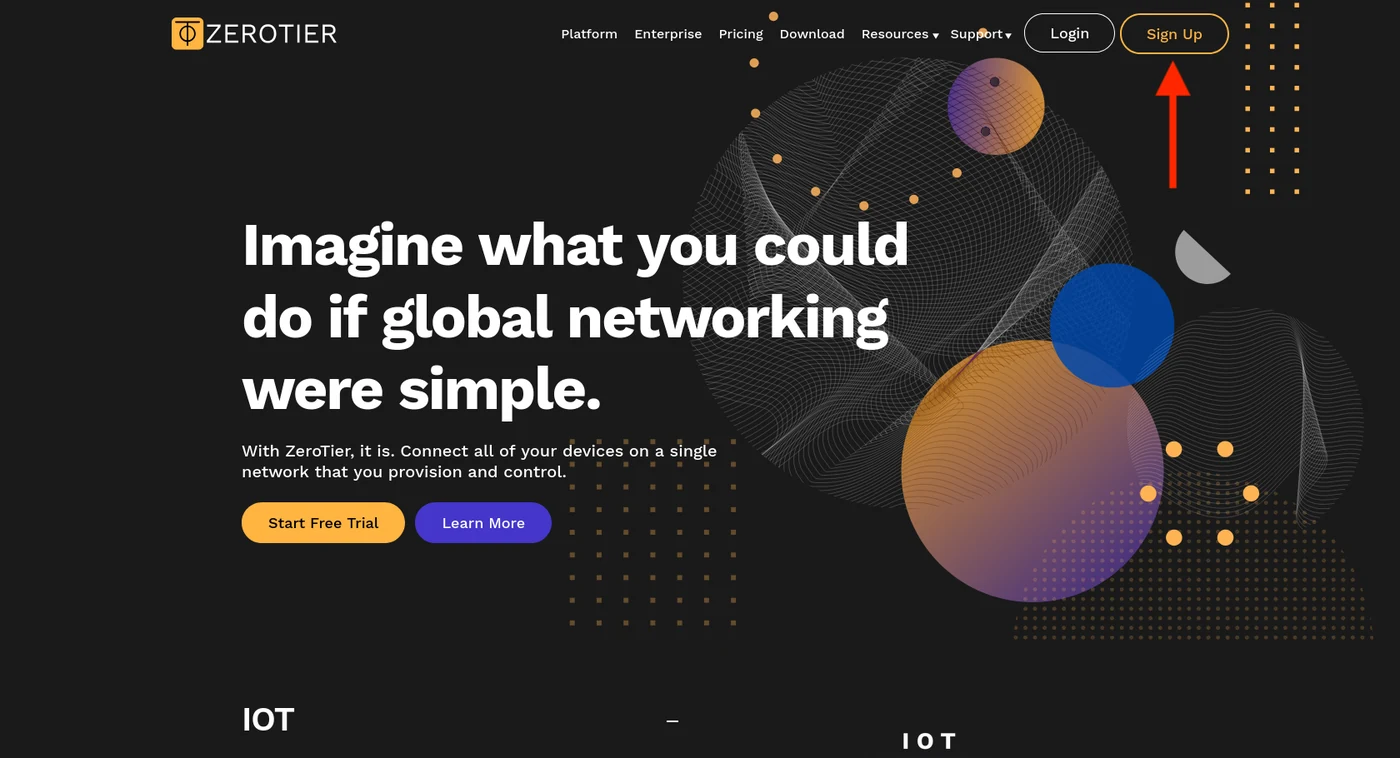 ZEROTIER
Platform Enterprise Pricing Download Resources Support Login Sign Up
Imagine what you could
do if global networking
were simple.
With ZeroTier, it is. Connect all of your devices on a single
network that you provision and control.
Start Free Trial Learn More
IOT
–
IOT